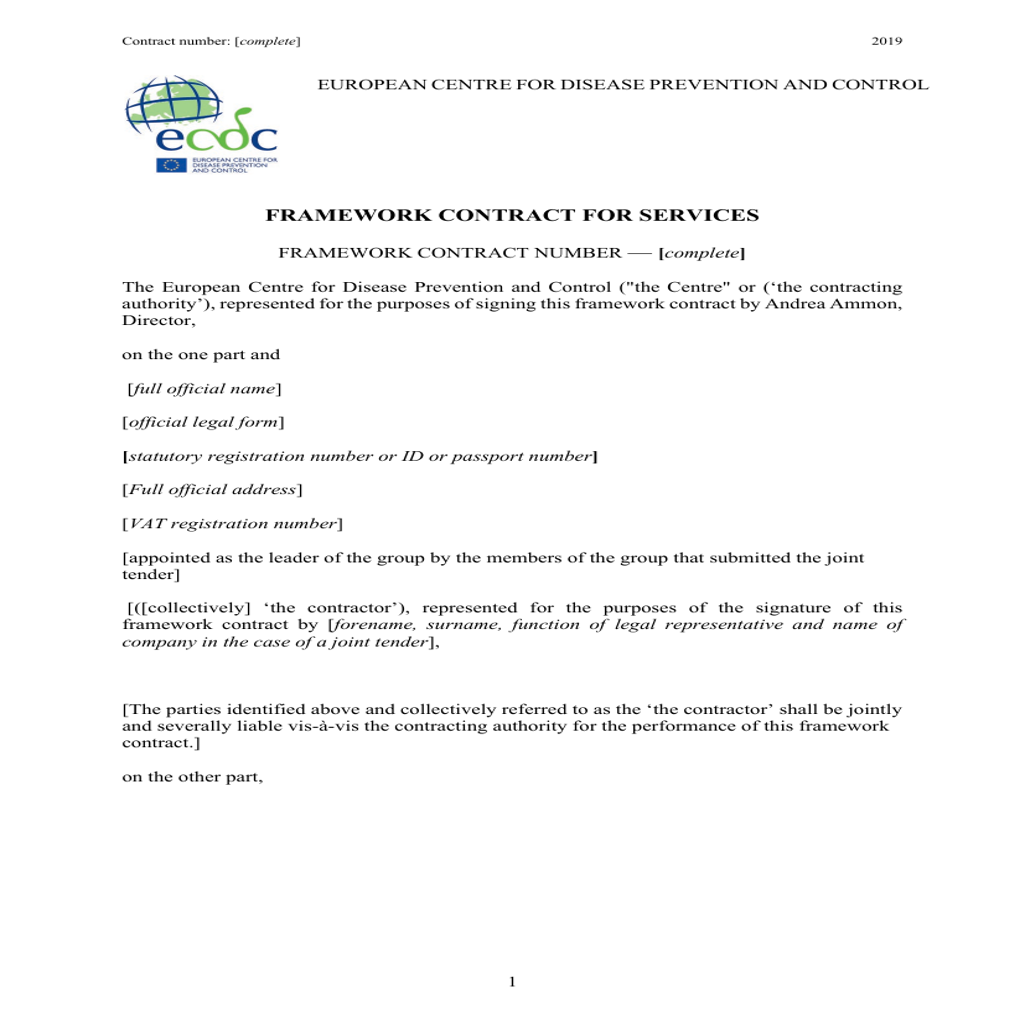 Contract number: [complete] 2019
EUROPEAN CENTRE FOR DISEASE PREVENTION AND CONTROL
ecdc
EUROPEAN CENTRE FOR
DISEASE PREVENTION
AND CONTROL
FRAMEWORK CONTRACT FOR SERVICES
FRAMEWORK CONTRACT NUMBER — [complete]
The European Centre for Disease Prevention and Control ("the Centre" or (‘the contracting
authority’), represented for the purposes of signing this framework contract by Andrea Ammon,
Director,
on the one part and
[full official name]
[official legal form]
[statutory registration number or ID or passport number]
[Full official address]
[VAT registration number]
[appointed as the leader of the group by the members of the group that submitted the joint
tender]
[([collectively] ‘the contractor’), represented for the purposes of the signature of this
framework contract by [forename, surname, function of legal representative and name of
company in the case of a joint tender],
[The parties identified above and collectively referred to as the ‘the contractor’ shall be jointly
and severally liable vis-à-vis the contracting authority for the performance of this framework
contract.]
on the other part,
1